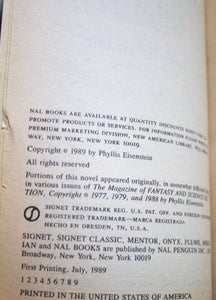 NAL BOOKS ARE AVAILABLE AT QUANTITY DISCOUNTS WHEN USED TO
PROMOTE PRODUCTS OR SERVICES. FOR INFORMATION PLEASE WRITE TO
PREMIUM MARKETING DIVISION, NEW AMERICAN LIBRARY,
WAY, NEW YORK, NEW YORK 10019.
Copyright © 1989 by Phyllis Eisenstein
All rights reserved
Portions of this novel appeared originally, in somewhat different
in various issues of The Magazine of FANTASY and SCIENCE FIC-
TION. Copyright © 1977, 1979, and 1988 by Phyllis Eisenstein
SIGNET TRADEMARK REG. U.S. PAT. OFF. AND FOREIGN
REGISTERED TRADEMARK—MARCA REGISTRADA
HECHO EN DRESDEN, TN, U.S.A.
SIGNET, SIGNET CLASSIC, MENTOR, ONYX, PLUME, MERID-
IAN and NAL BOOKS are published by NAL PENGUIN INC.,
Broadway, New York, New York 10019
First Printing, July, 1989
1 2 3 4 5 6 7 8 9
PRINTED IN THE UNITED STATES OF AMERICA